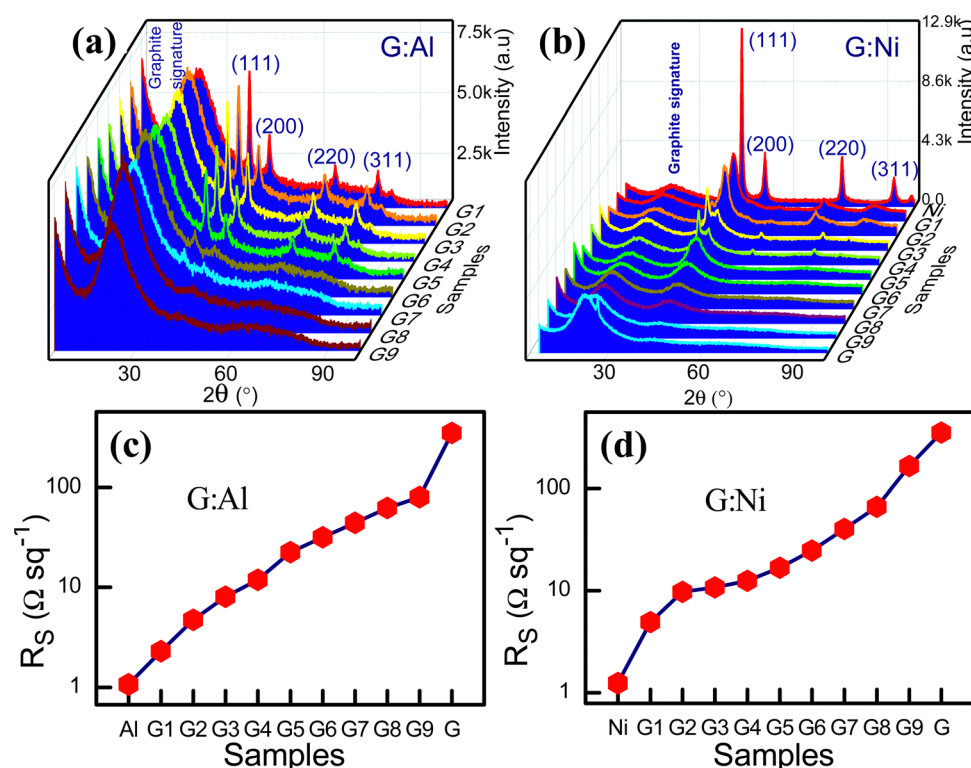 (a)
Graphite
signature
G:Al
(111)
(200)
(220)
(311)
7.5k
5.0k
2.5k
Intensity (a.u)
G1
G2
G3
G4
G5
G6
G7
G8
G9
Samples
30
60
90
2θ (°)
(b)
Graphite signature
G:Ni
(111)
(200)
(220)
(311)
12.9k
8.6k
4.3k
0.0
Intensity (a.u)
Ni
G1
G2
G3
G4
G5
G6
G7
G8
G9
G
Samples
30
60
90
2θ (°)
(c)
G:Al
100
10
1
R_S (Ω sq⁻¹)
Al G1 G2 G3 G4 G5 G6 G7 G8 G9 G
Samples
(d)
G:Ni
100
10
1
R_S (Ω sq⁻¹)
Ni G1 G2 G3 G4 G5 G6 G7 G8 G9 G
Samples